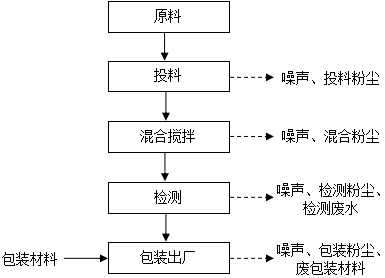 原料
投料
噪声、投料粉尘
混合搅拌
噪声、混合粉尘
检测
噪声、检测粉尘、
检测废水
包装材料
包装出厂
噪声、包装粉尘、
废包装材料